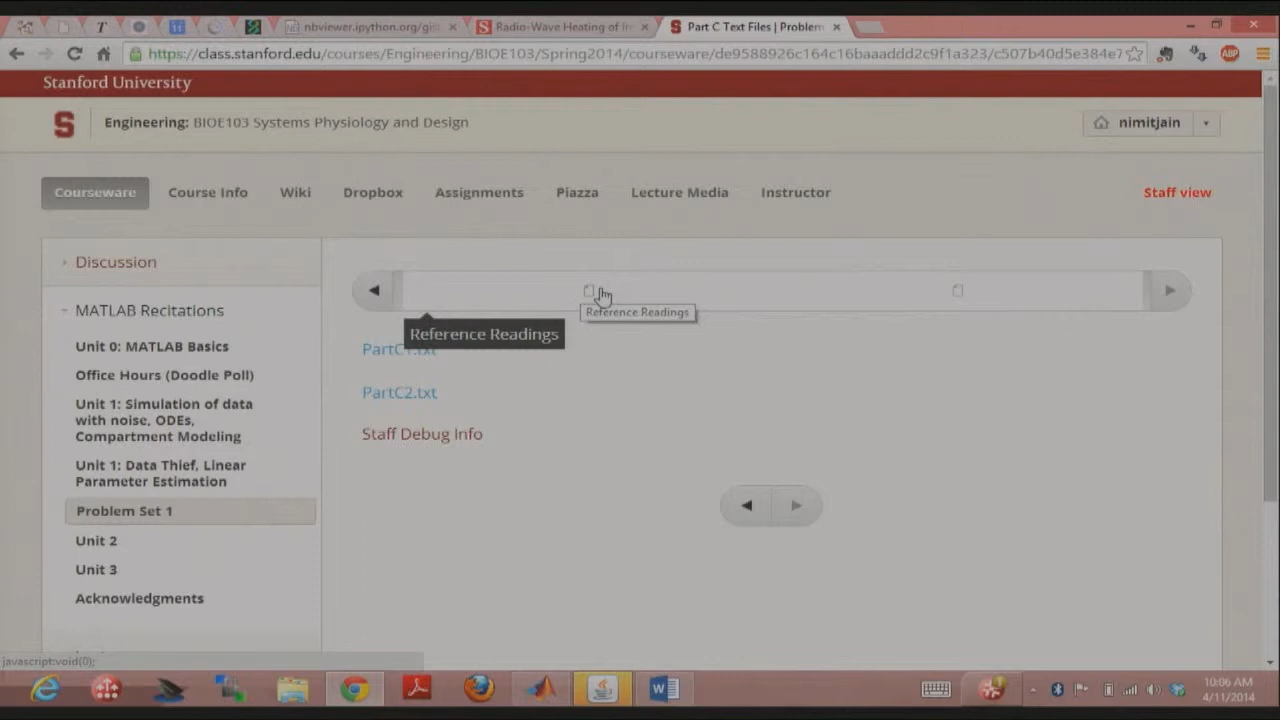 nbviewer.ipython.org/git
Radio-Wave Heating of Ir
Part C Text Files | Problem
https://class.stanford.edu/courses/Engineering/BIOE103/Spring2014/courseware/de9588926c164c16baaaddd2c9f1a323/c507b40d5e384e7
ABP
Stanford University
S
Engineering: BIOE103 Systems Physiology and Design
nimitjain
Courseware
Course Info
Wiki
Dropbox
Assignments
Piazza
Lecture Media
Instructor
Staff view
Discussion
MATLAB Recitations
Unit 0: MATLAB Basics
Office Hours (Doodle Poll)
Unit 1: Simulation of data
with noise, ODEs,
Compartment Modeling
Unit 1: Data Thief, Linear
Parameter Estimation
Problem Set 1
Unit 2
Unit 3
Acknowledgments
Reference Readings
Reference Readings
PartC1.txt
PartC2.txt
Staff Debug Info
javascript:void(0);
10:06 AM
4/11/2014